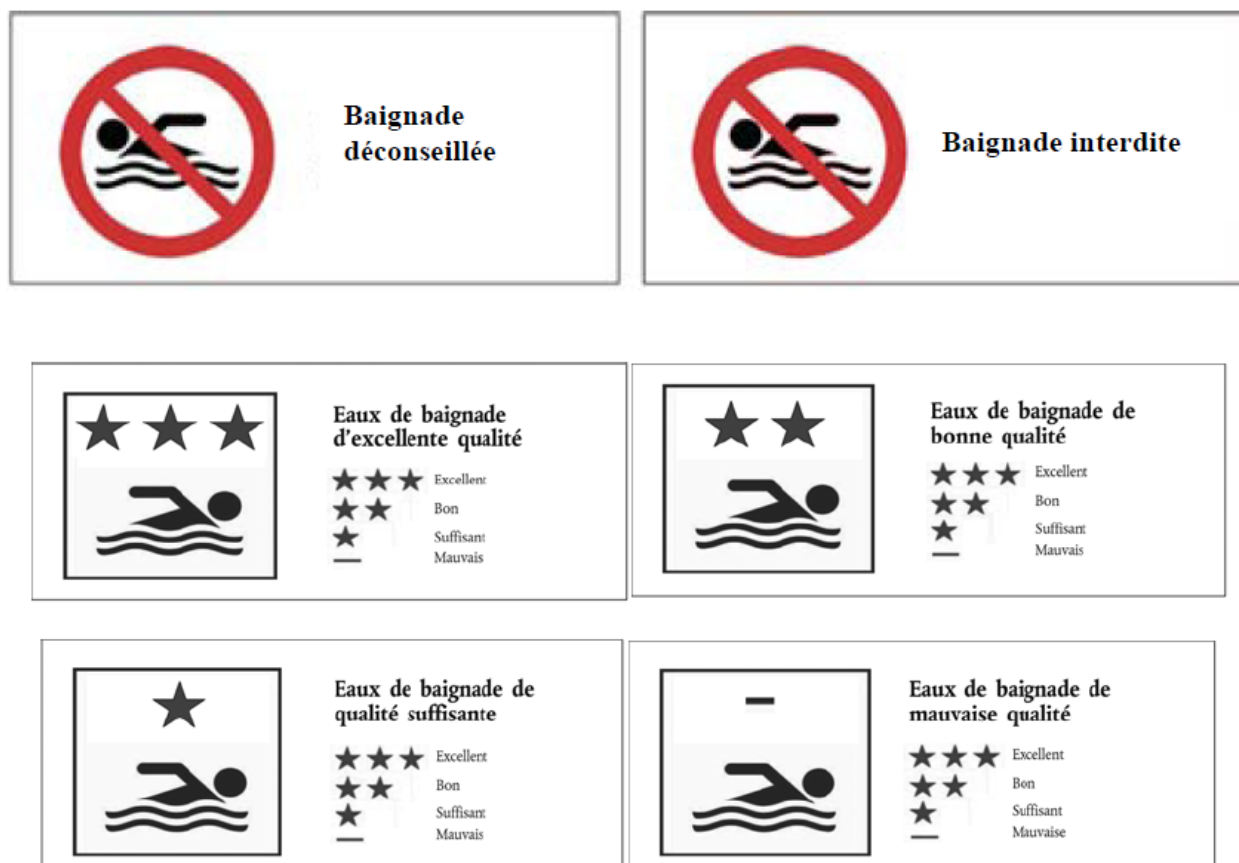 Baignade
déconseillée
Baignade interdite
Eaux de baignade
d'excellente qualité
Excellent
Bon
Suffisant
Mauvais
Eaux de baignade de
bonne qualité
Excellent
Bon
Suffisant
Mauvais
Eaux de baignade de
qualité suffisante
Excellent
Bon
Suffisant
Mauvais
Eaux de baignade de
mauvaise qualité
Excellent
Bon
Suffisant
Mauvaise